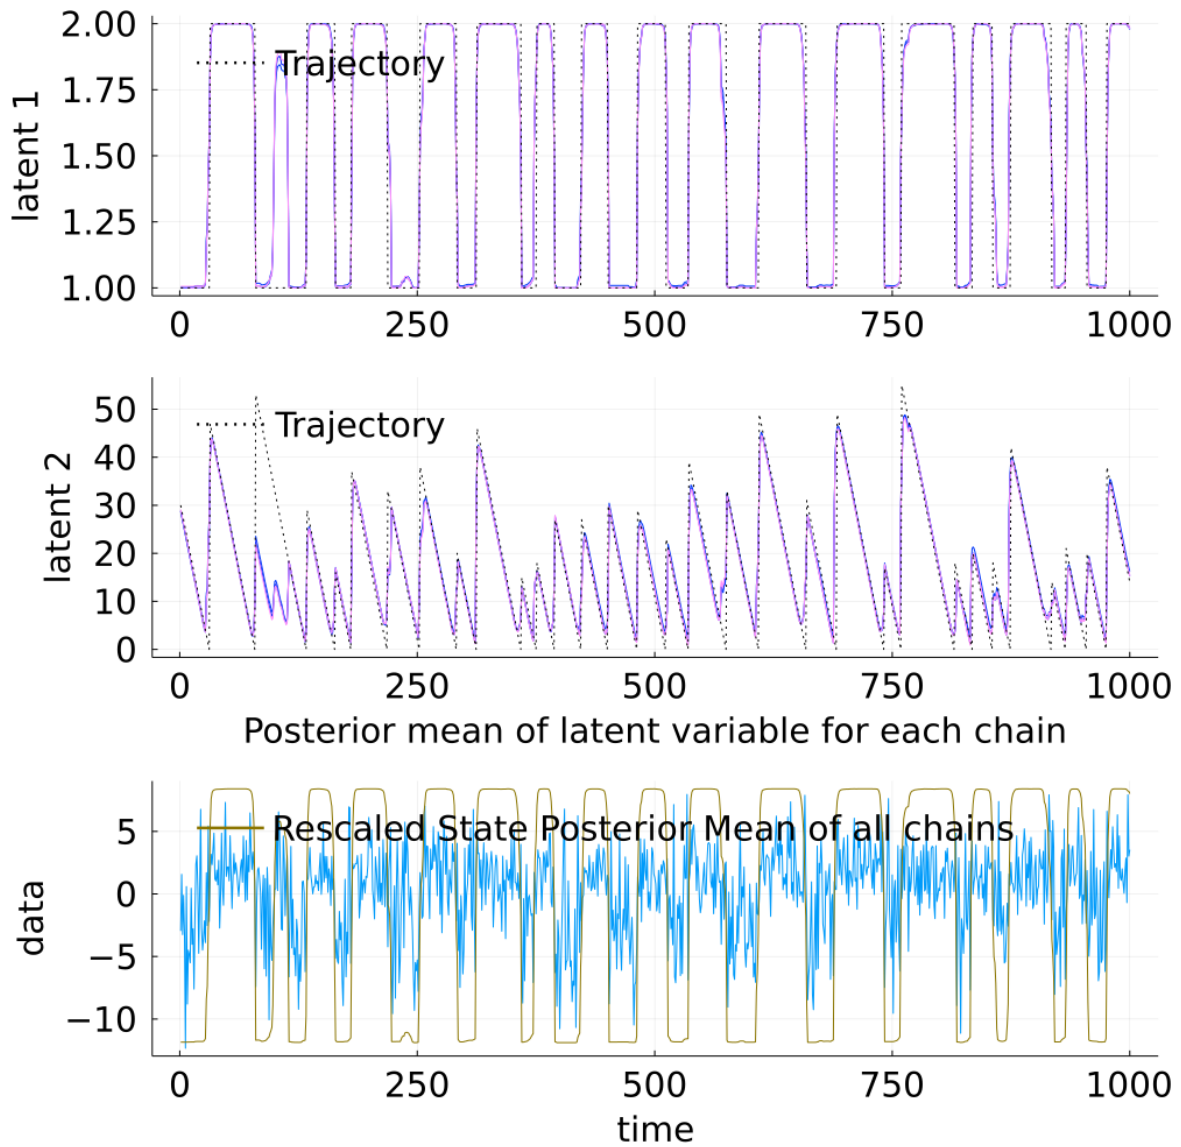 2.00
1.75
1.50
1.25
1.00
latent 1
Trajectory
0 250 500 750 1000
50
40
30
20
10
0
latent 2
Trajectory
0 250 500 750 1000
Posterior mean of latent variable for each chain
5
0
−5
−10
data
Rescaled State Posterior Mean of all chains
0 250 500 750 1000
time